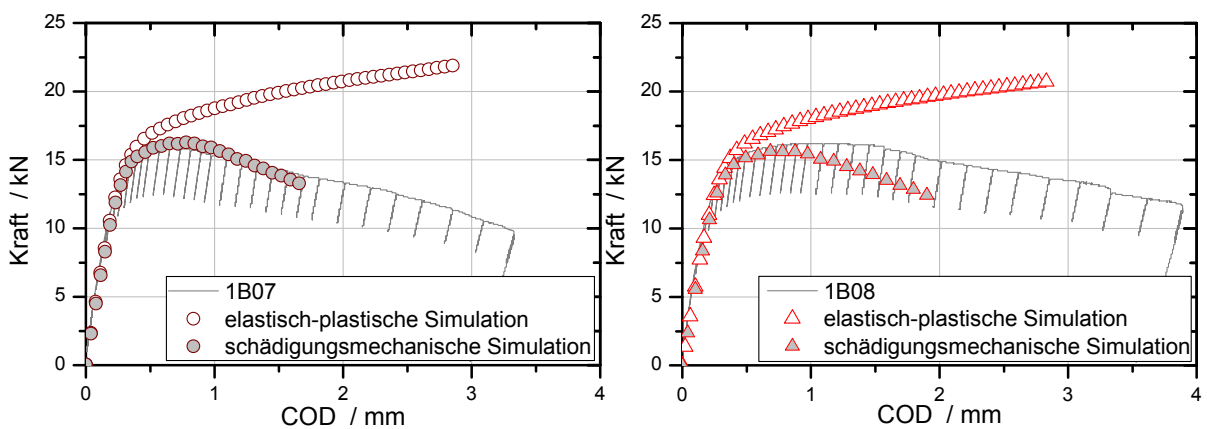 25
20
15
10
5
0
Kraft / kN
0
1
2
3
4
COD / mm
1B07
elastisch-plastische Simulation
schädigungsmechanische Simulation
25
20
15
10
5
0
Kraft / kN
0
1
2
3
4
COD / mm
1B08
elastisch-plastische Simulation
schädigungsmechanische Simulation